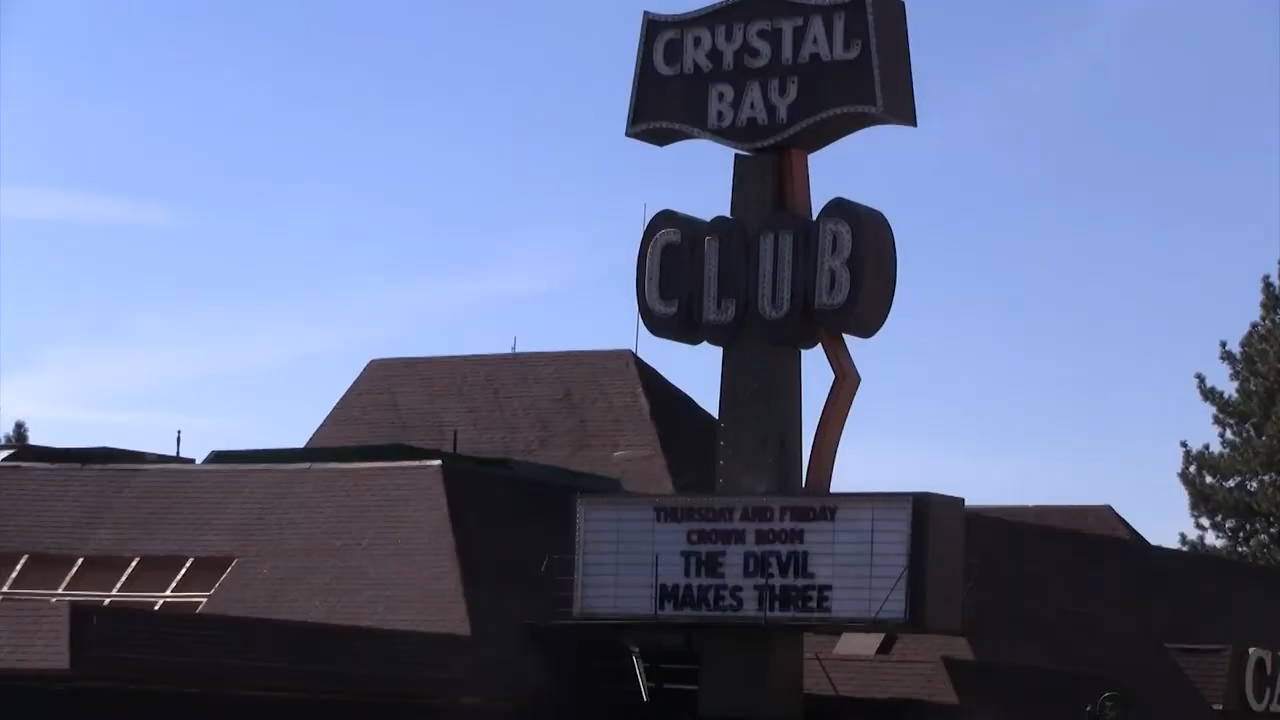 CRYSTAL
BAY
CLUB
THURSDAY AND FRIDAY
CROWN ROOM
THE DEVIL
MAKES THREE